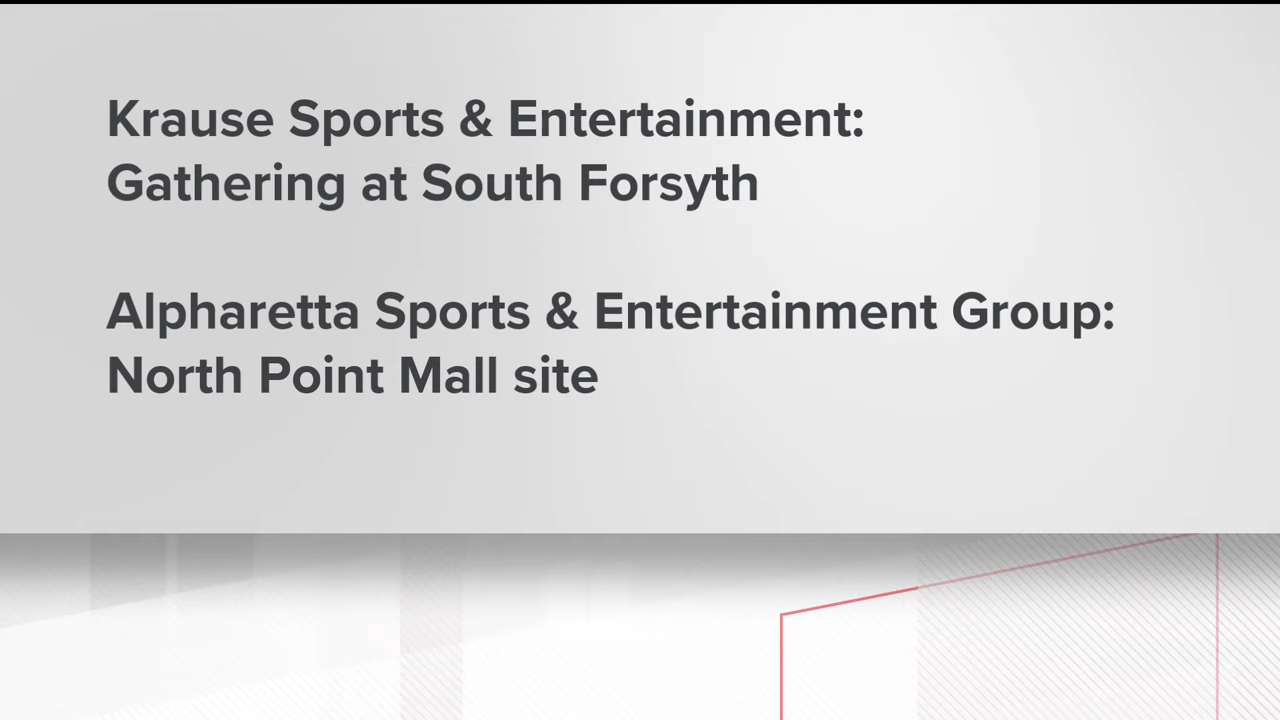 Krause Sports & Entertainment:
Gathering at South Forsyth
Alpharetta Sports & Entertainment Group:
North Point Mall site